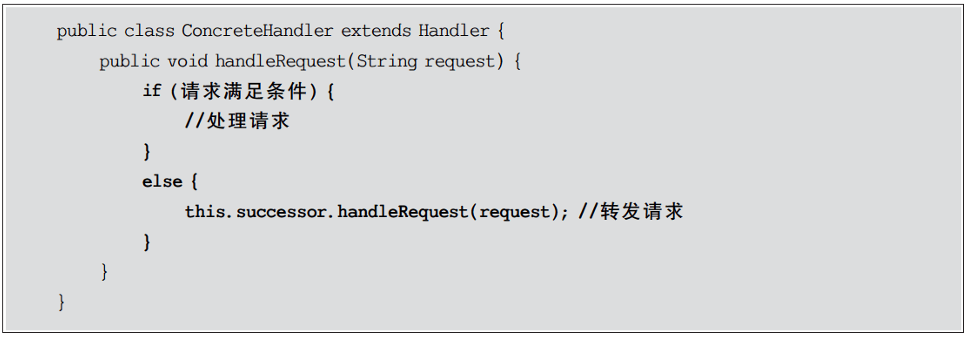 public class ConcreteHandler extends Handler {
public void handleRequest(String request) {
if (请求满足条件) {
//处理请求
}
else {
this.successor.handleRequest(request); //转发请求
}
}
}